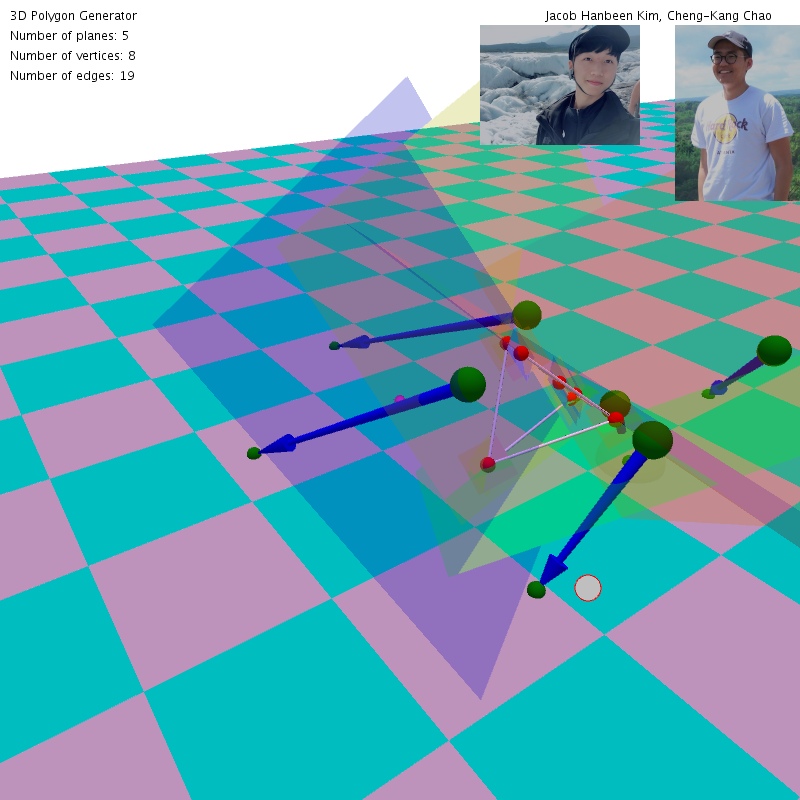 3D Polygon Generator
Jacob Hanbeen Kim, Cheng-Kang Chao
Number of planes: 5
Number of vertices: 8
Number of edges: 19